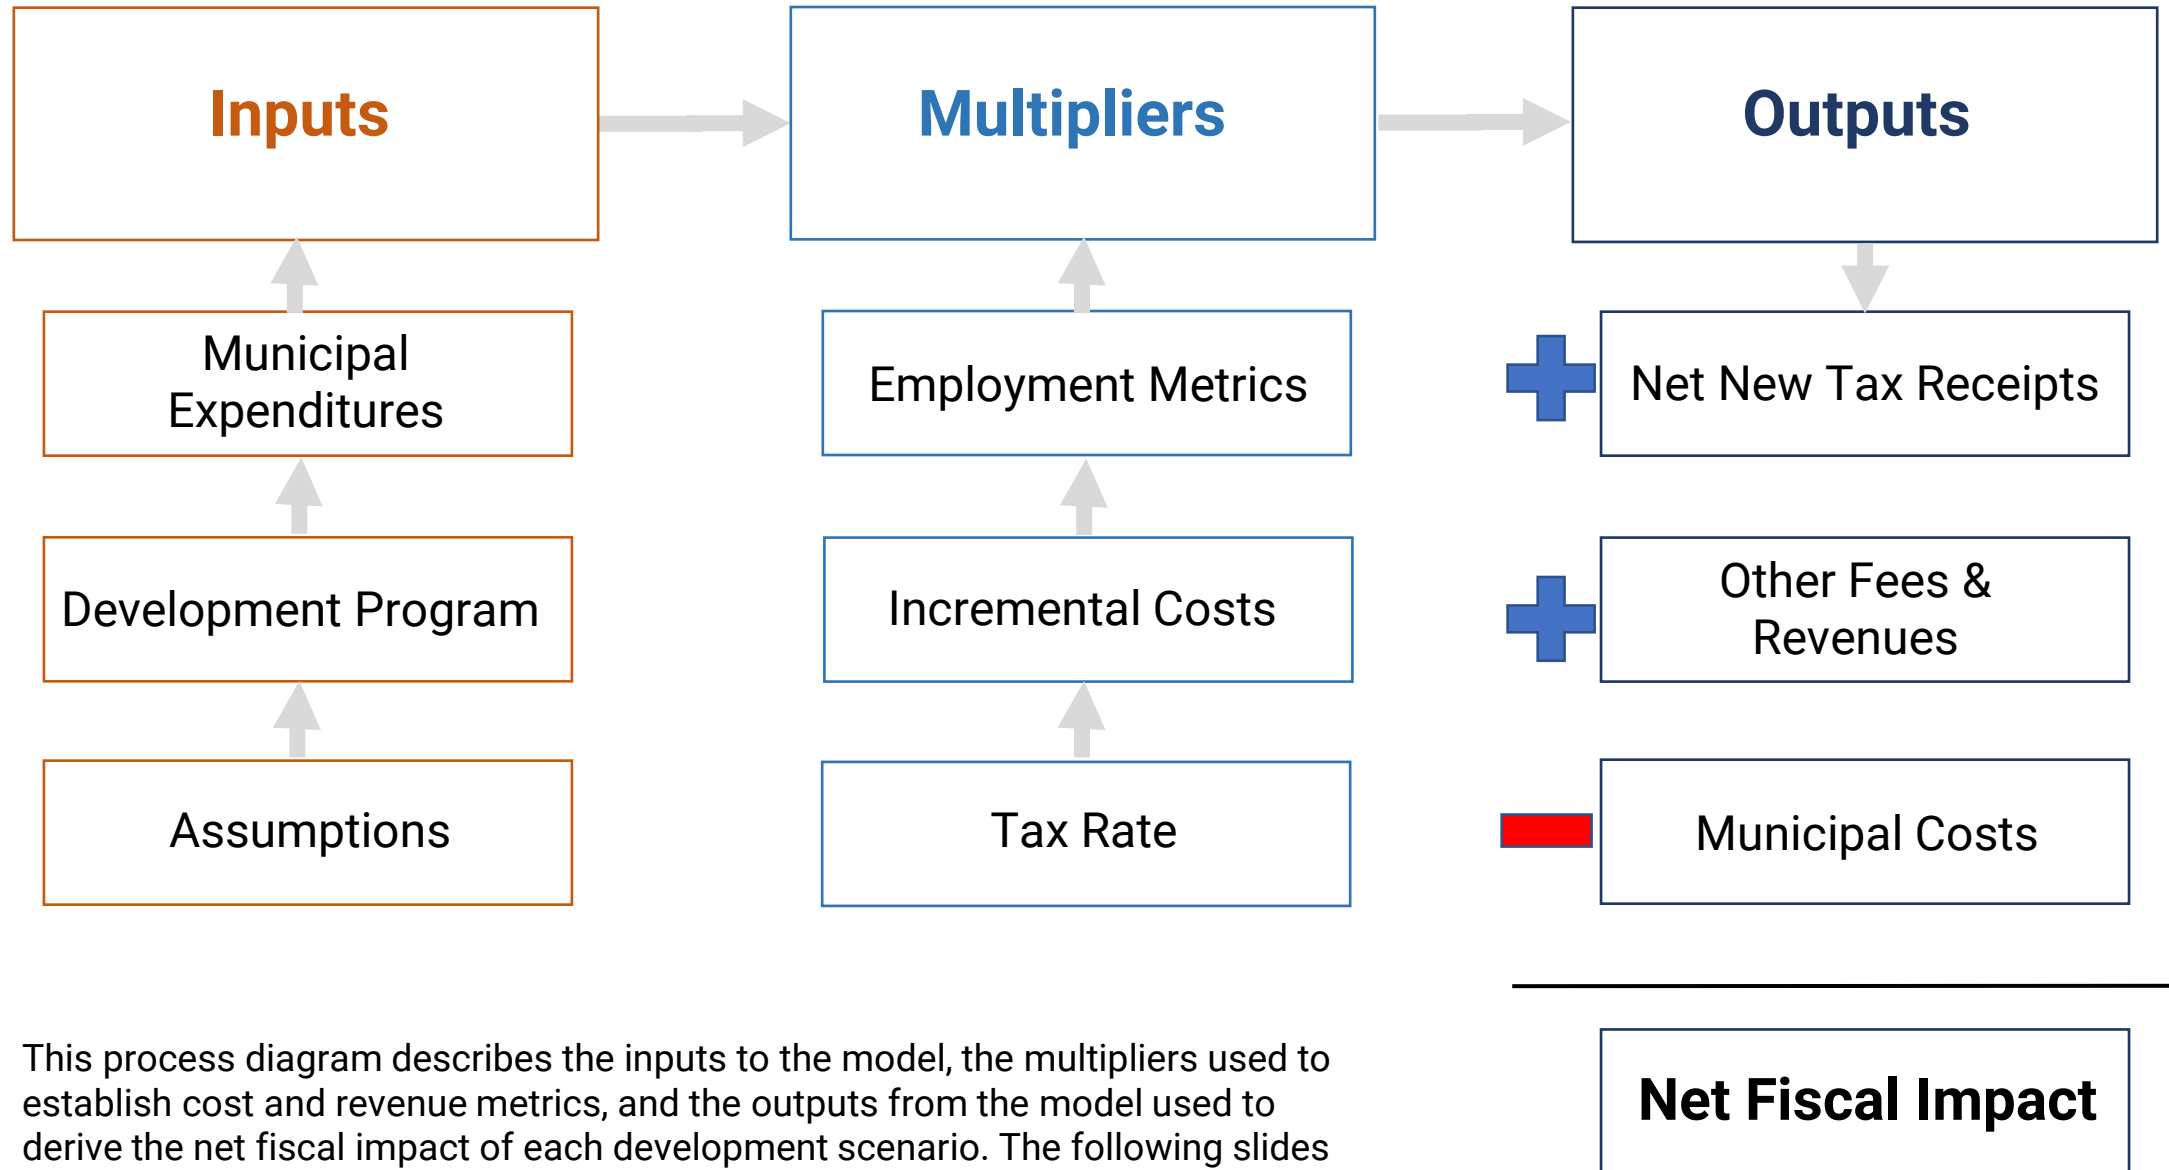 Inputs
Multipliers
Outputs
Municipal
Expenditures
Employment Metrics
Net New Tax Receipts
Development Program
Incremental Costs
Other Fees &
Revenues
Assumptions
Tax Rate
Municipal Costs
This process diagram describes the inputs to the model, the multipliers used to
establish cost and revenue metrics, and the outputs from the model used to
derive the net fiscal impact of each development scenario. The following slides
Net Fiscal Impact